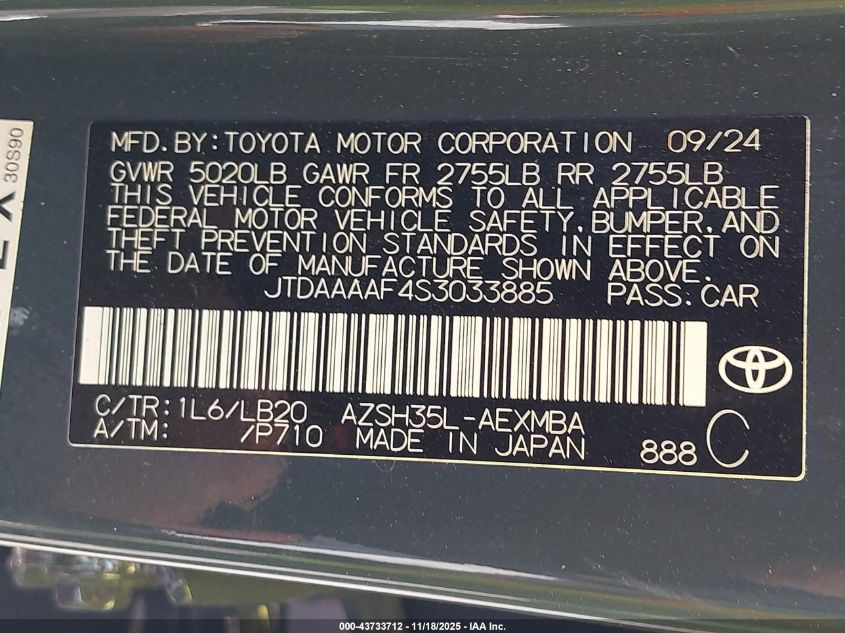 30S90
MFD. BY: TOYOTA MOTOR CORPORATION 09/24
GVWR 5020LB GAWR FR 2755LB RR 2755LB
THIS VEHICLE CONFORMS TO ALL APPLICABLE
FEDERAL MOTOR VEHICLE SAFETY, BUMPER, AND
THEFT PREVENTION STANDARDS IN EFFECT ON
THE DATE OF MANUFACTURE SHOWN ABOVE.
JTDAAAAF4S3033885 PASS. CAR
C/TR: 1L6/LB20 AZSH35L-AEXMBA
A/TM: /P710 MADE IN JAPAN 888 C
000-43733712 - 11/18/2025 - IAA Inc.